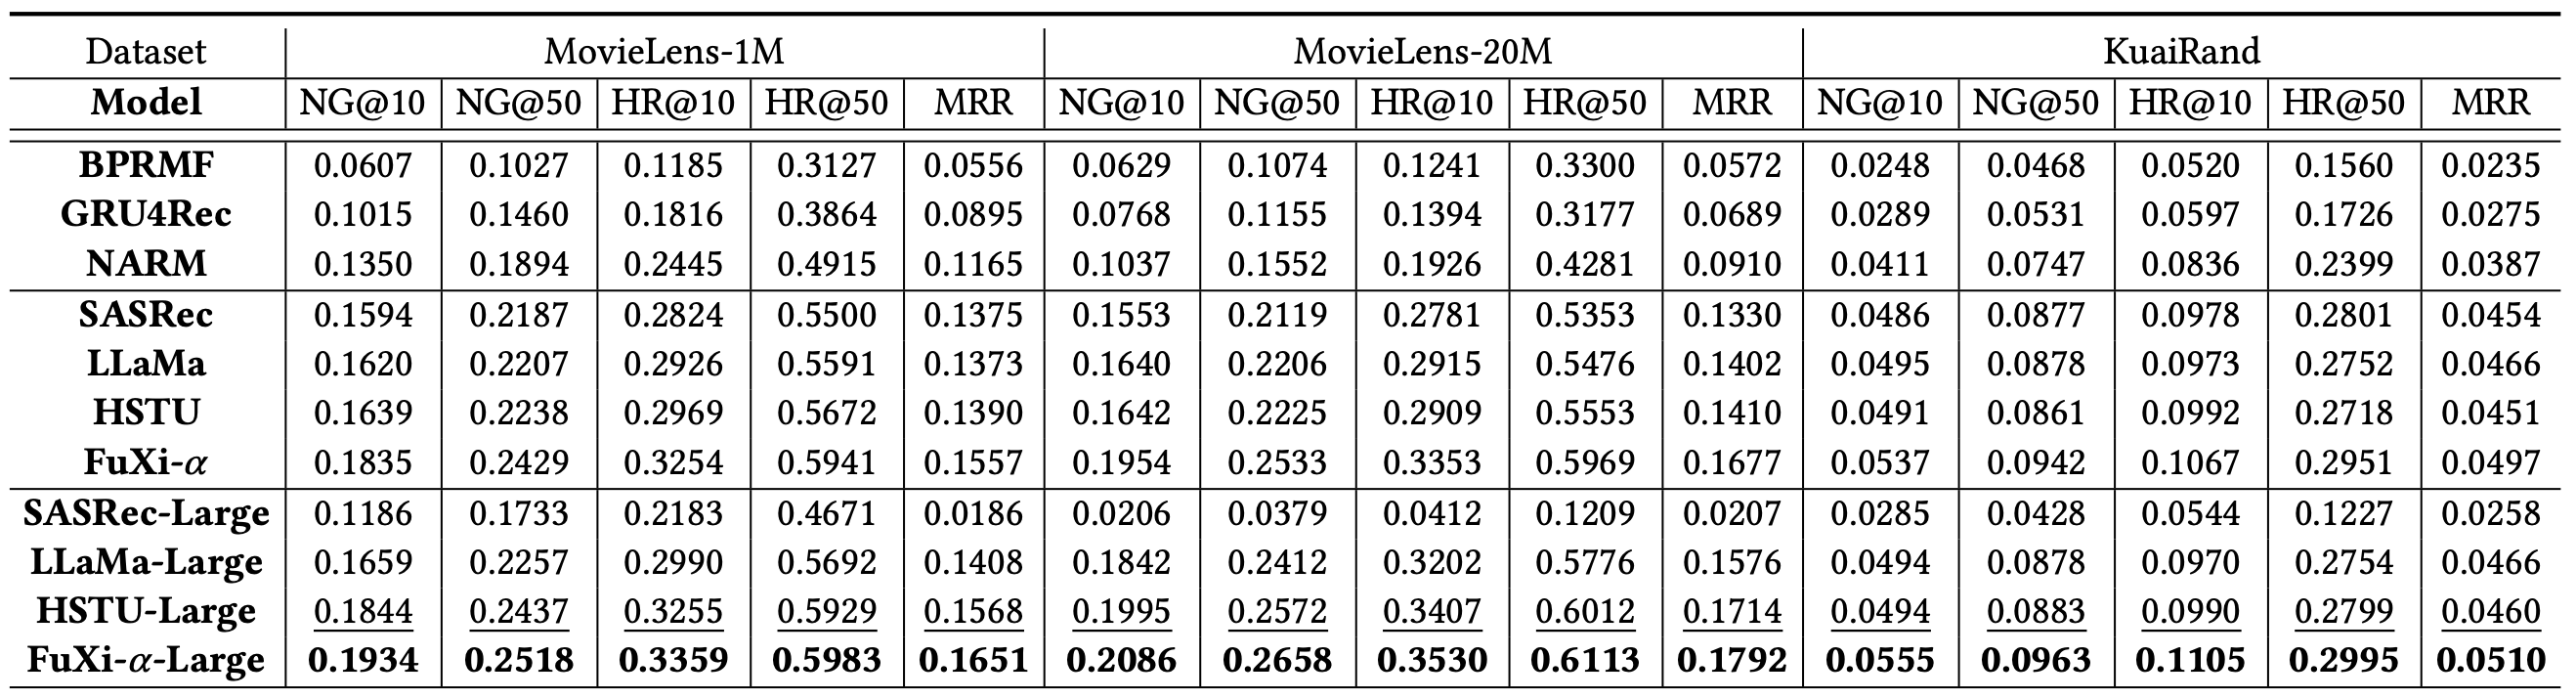 Dataset MovieLens-1M MovieLens-20M KuaiRand
Model NG@10 NG@50 HR@10 HR@50 MRR NG@10 NG@50 HR@10 HR@50 MRR NG@10 NG@50 HR@10 HR@50 MRR
BPRMF 0.0607 0.1027 0.1185 0.3127 0.0556 0.0629 0.1074 0.1241 0.3300 0.0572 0.0248 0.0468 0.0520 0.1560 0.0235
GRU4Rec 0.1015 0.1460 0.1816 0.3864 0.0895 0.0768 0.1155 0.1394 0.3177 0.0689 0.0289 0.0531 0.0597 0.1726 0.0275
NARM 0.1350 0.1894 0.2445 0.4915 0.1165 0.1037 0.1552 0.1926 0.4281 0.0910 0.0411 0.0747 0.0836 0.2399 0.0387
SASRec 0.1594 0.2187 0.2824 0.5500 0.1375 0.1553 0.2119 0.2781 0.5353 0.1330 0.0486 0.0877 0.0978 0.2801 0.0454
LLaMa 0.1620 0.2207 0.2926 0.5591 0.1373 0.1640 0.2206 0.2915 0.5476 0.1402 0.0495 0.0878 0.0973 0.2752 0.0466
HSTU 0.1639 0.2238 0.2969 0.5672 0.1390 0.1642 0.2225 0.2909 0.5553 0.1410 0.0491 0.0861 0.0992 0.2718 0.0451
FuXi-α 0.1835 0.2429 0.3254 0.5941 0.1557 0.1954 0.2533 0.3353 0.5969 0.1677 0.0537 0.0942 0.1067 0.2951 0.0497
SASRec-Large 0.1186 0.1733 0.2183 0.4671 0.0186 0.0206 0.0379 0.0412 0.1209 0.0207 0.0285 0.0428 0.0544 0.1227 0.0258
LLaMa-Large 0.1659 0.2257 0.2990 0.5692 0.1408 0.1842 0.2412 0.3202 0.5776 0.1576 0.0494 0.0878 0.0970 0.2754 0.0466
HSTU-Large 0.1844 0.2437 0.3255 0.5929 0.1568 0.1995 0.2572 0.3407 0.6012 0.1714 0.0494 0.0883 0.0990 0.2799 0.0460
FuXi-α-Large 0.1934 0.2518 0.3359 0.5983 0.1651 0.2086 0.2658 0.3530 0.6113 0.1792 0.0555 0.0963 0.1105 0.2995 0.0510